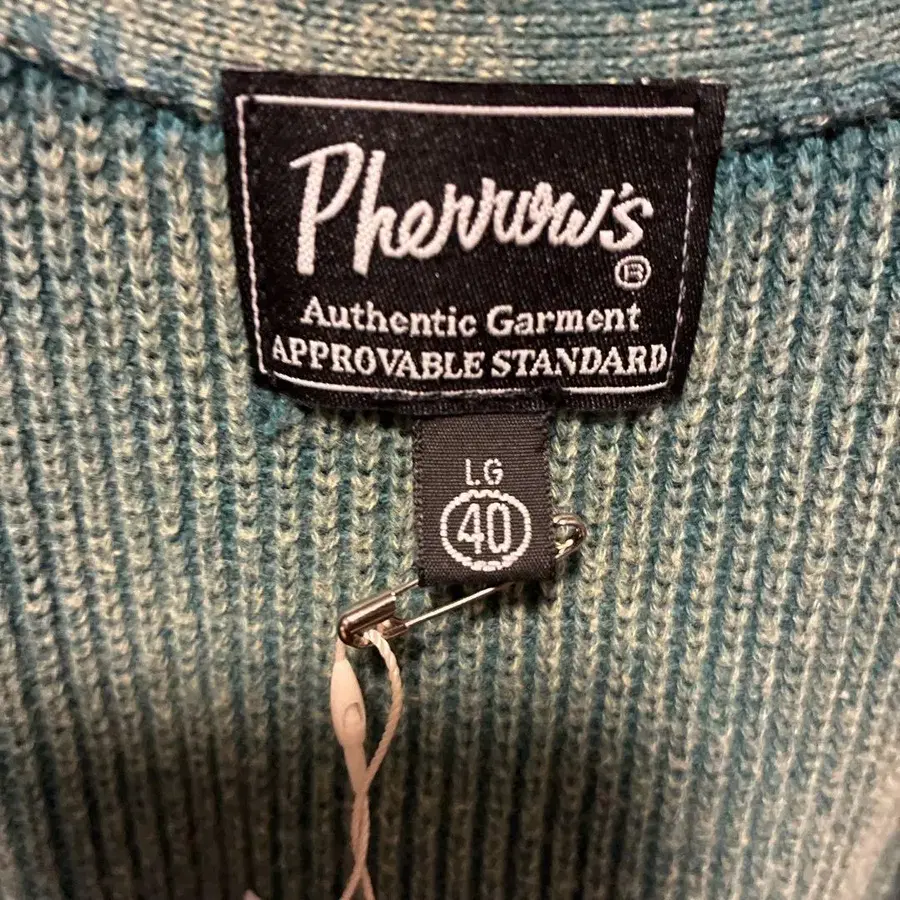 Pherrow's
®
Authentic Garment
APPROVABLE STANDARD
LG
40